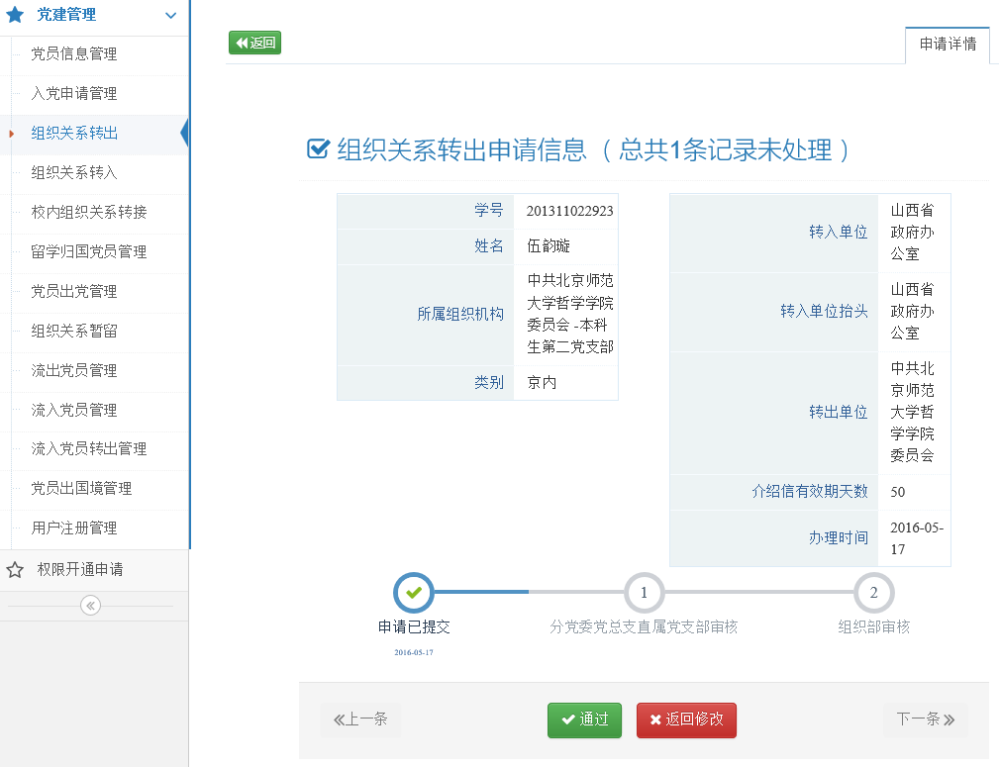 党建管理
党员信息管理
入党申请管理
组织关系转出
组织关系转入
校内组织关系转接
留学归国党员管理
党员出党管理
组织关系暂留
流出党员管理
流入党员管理
流入党员转出管理
党员出国境管理
用户注册管理
权限开通申请
返回
申请详情
组织关系转出申请信息 （ 总共1条记录未处理 ）
学号
201311022923
姓名
伍韵璇
所属组织机构
中共北京师范
大学哲学学院
委员会 -本科
生第二党支部
类别
京内
转入单位
山西省
政府办
公室
转入单位抬头
山西省
政府办
公室
转出单位
中共北
京师范
大学哲
学学院
委员会
介绍信有效期天数
50
办理时间
2016-05-
17
1
2
申请已提交
分党委党总支直属党支部审核
组织部审核
2016-05-17
上一条
通过
返回修改
下一条